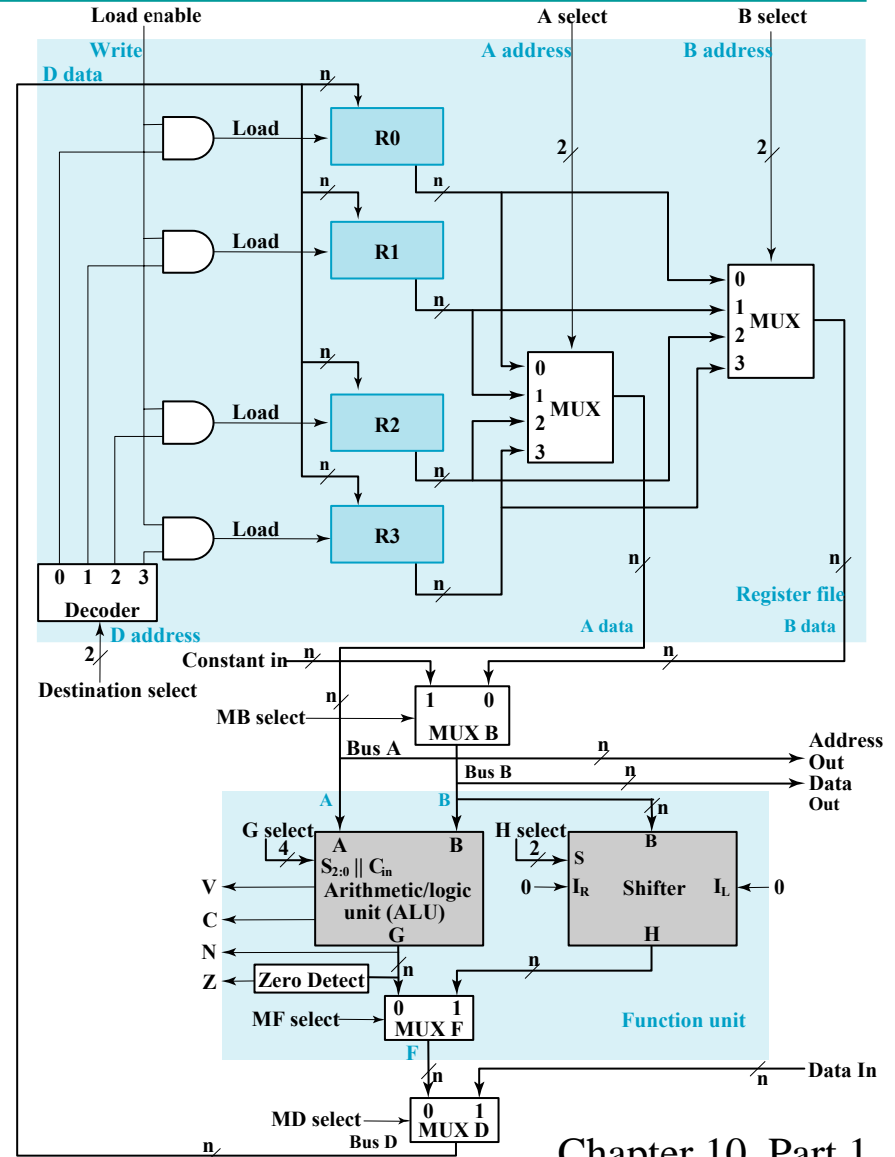 Load enable
A select
B select
Write
A address
B address
D data
n
Load
R0
2
2
n
n
Load
R1
n
0
1
MUX
2
3
n
n
0
1
MUX
2
3
Load
R2
n
n
Load
R3
n
n
n
0 1 2 3
Decoder
Register file
D address
A data
B data
2
Constant in
n
n
Destination select
n
1 0
MB select
MUX B
Bus A
n
Address
Out
Bus B
n
Data
Out
A
B
n
G select
4
A
B
H select
2
B
S2:0 || Cin
S
V
Arithmetic/logic
unit (ALU)
0
IR
Shifter
IL
0
C
G
H
N
n
n
Z
Zero Detect
0 1
MF select
MUX F
Function unit
F
n
n
Data In
0 1
MD select
MUX D
Bus D
n
Chapter 10 Part 1